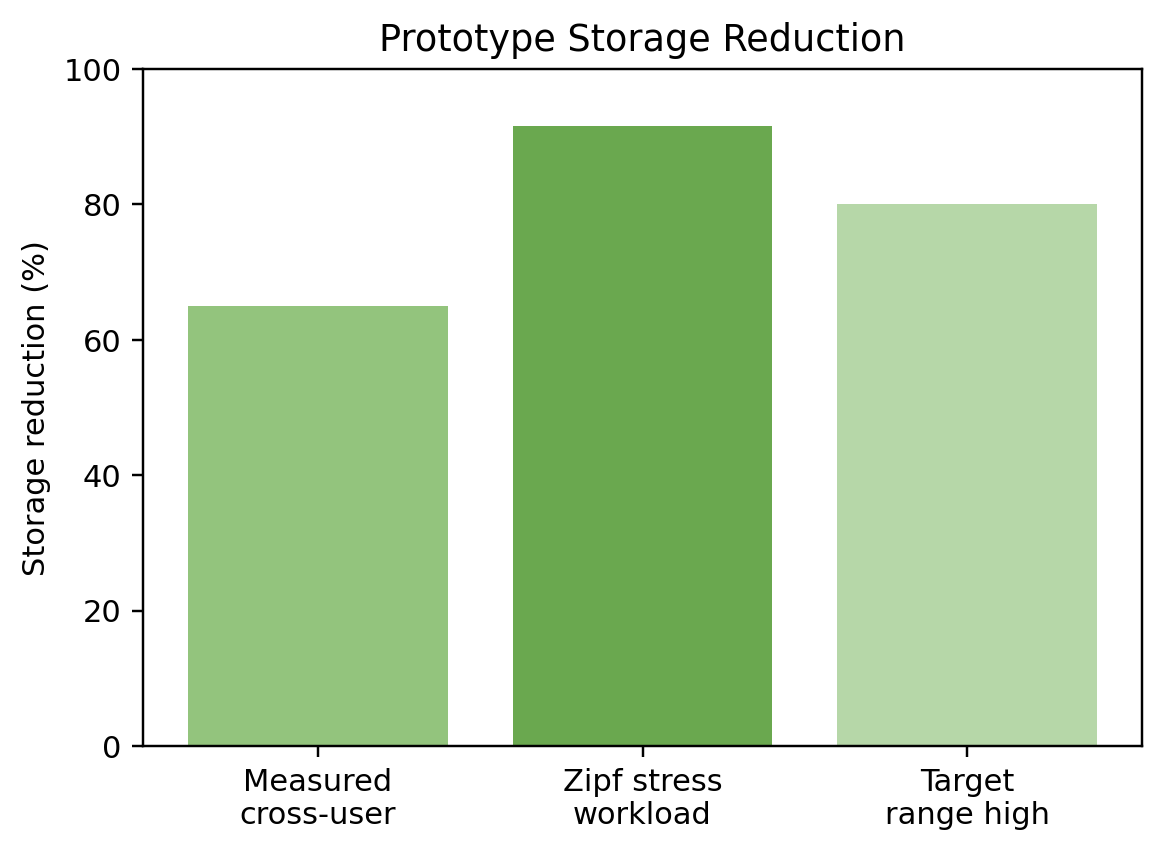 Prototype Storage Reduction
Storage reduction (%)
100
80
60
40
20
0
Measured
cross-user
Zipf stress
workload
Target
range high